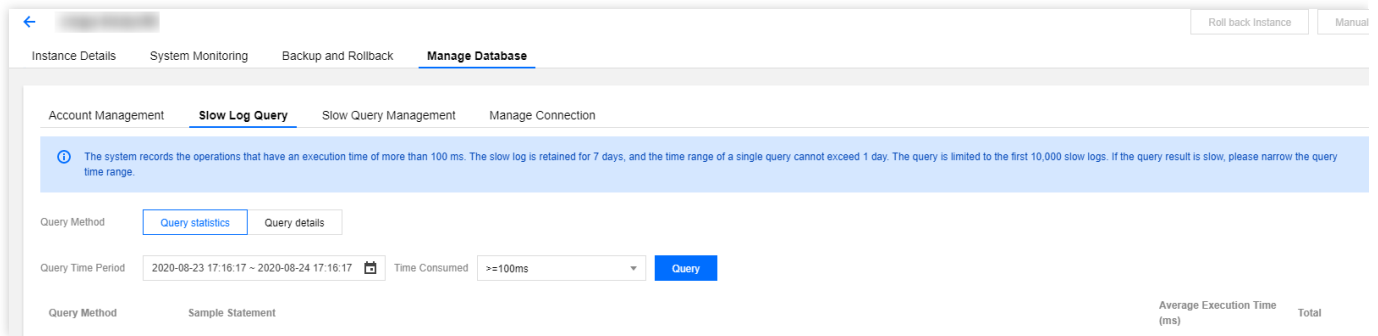 Roll back Instance Manual
Instance Details System Monitoring Backup and Rollback Manage Database
Account Management Slow Log Query Slow Query Management Manage Connection
The system records the operations that have an execution time of more than 100 ms. The slow log is retained for 7 days, and the time range of a single query cannot exceed 1 day. The query is limited to the first 10,000 slow logs. If the query result is slow, please narrow the query
time range.
Query Method Query statistics Query details
Query Time Period 2020-08-23 17:16:17 ~ 2020-08-24 17:16:17 Time Consumed >=100ms Query
Query Method Sample Statement Average Execution Time
(ms) Total